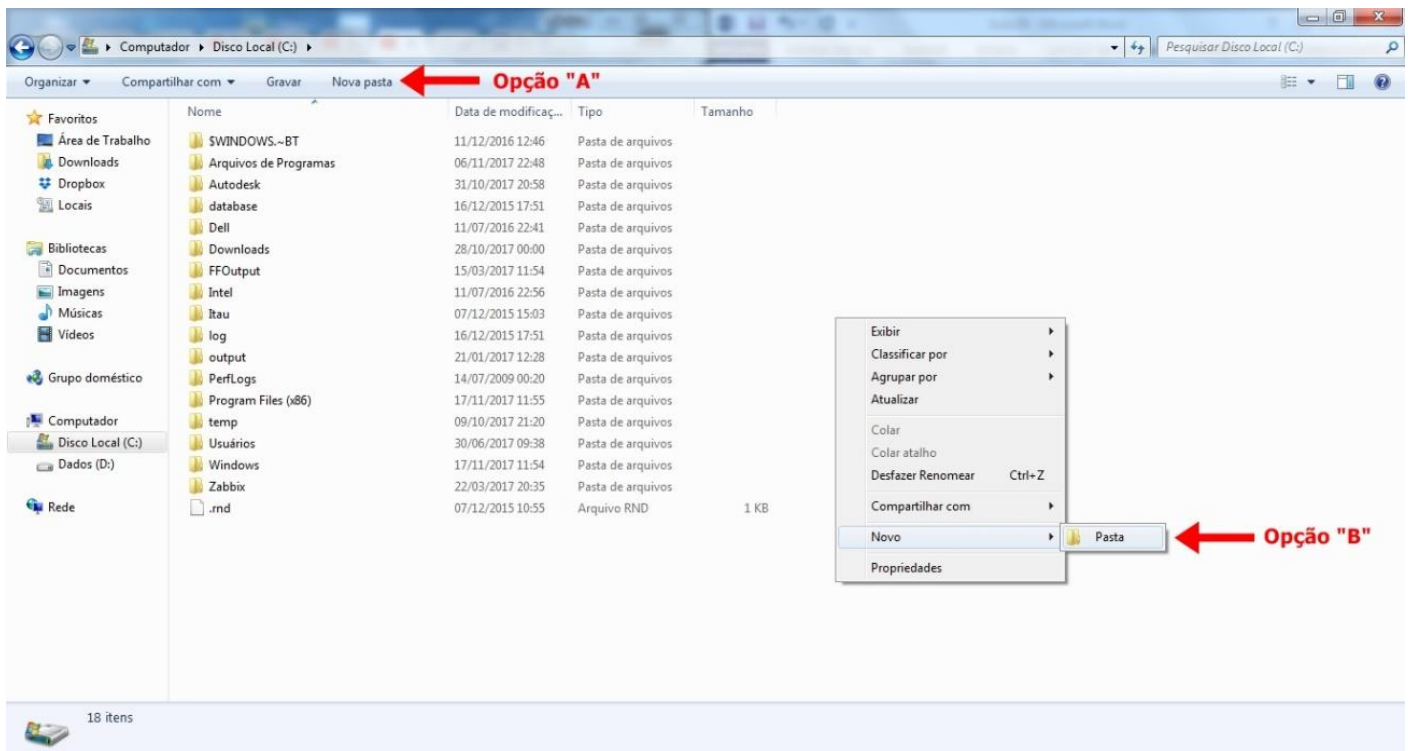 Computador ▸ Disco Local (C:) ▸
Pesquisar Disco Local (C:)
Organizar Compartilhar com Gravar Nova pasta Opção "A"
Nome Data de modificaç... Tipo Tamanho
Favoritos
Área de Trabalho
Downloads
Dropbox
Locais
Bibliotecas
Documentos
Imagens
Músicas
Vídeos
Grupo doméstico
Computador
Disco Local (C:)
Dados (D:)
Rede
$WINDOWS.~BT 11/12/2016 12:46 Pasta de arquivos
Arquivos de Programas 06/11/2017 22:48 Pasta de arquivos
Autodesk 31/10/2017 20:58 Pasta de arquivos
database 16/12/2015 17:51 Pasta de arquivos
Dell 11/07/2016 22:41 Pasta de arquivos
Downloads 28/10/2017 00:00 Pasta de arquivos
FFOutput 15/03/2017 11:54 Pasta de arquivos
Intel 11/07/2016 22:56 Pasta de arquivos
Itau 07/12/2015 15:03 Pasta de arquivos
log 16/12/2015 17:51 Pasta de arquivos
output 21/01/2017 12:28 Pasta de arquivos
PerfLogs 14/07/2009 00:20 Pasta de arquivos
Program Files (x86) 17/11/2017 11:55 Pasta de arquivos
temp 09/10/2017 21:20 Pasta de arquivos
Usuários 30/06/2017 09:38 Pasta de arquivos
Windows 17/11/2017 11:54 Pasta de arquivos
Zabbix 22/03/2017 20:35 Pasta de arquivos
.rnd 07/12/2015 10:55 Arquivo RND 1 KB
Exibir
Classificar por
Agrupar por
Atualizar
Colar
Colar atalho
Desfazer Renomear Ctrl+Z
Compartilhar com
Novo
Pasta Opção "B"
Propriedades
18 itens